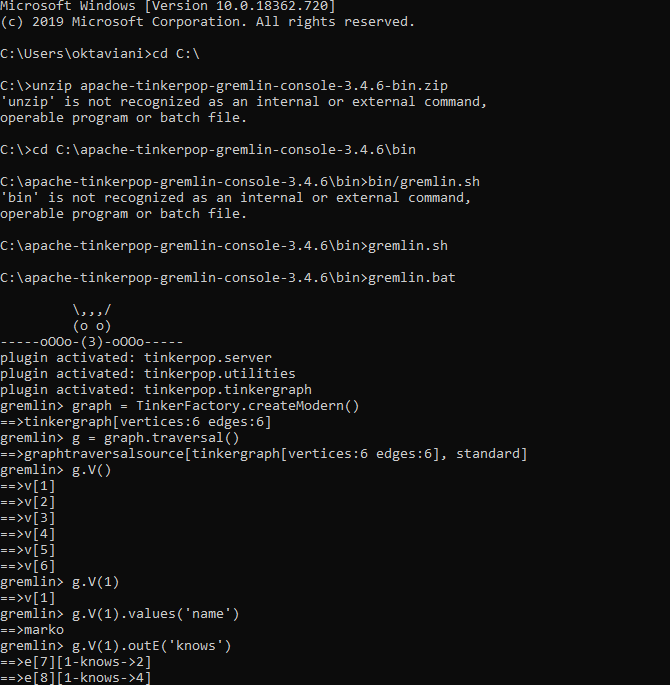 Microsoft Windows [Version 10.0.18362.720]
(c) 2019 Microsoft Corporation. All rights reserved.
C:\Users\oktaviani>cd C:\
C:\>unzip apache-tinkerpop-gremlin-console-3.4.6-bin.zip
'unzip' is not recognized as an internal or external command,
operable program or batch file.
C:\>cd C:\apache-tinkerpop-gremlin-console-3.4.6\bin
C:\apache-tinkerpop-gremlin-console-3.4.6\bin>bin/gremlin.sh
'bin' is not recognized as an internal or external command,
operable program or batch file.
C:\apache-tinkerpop-gremlin-console-3.4.6\bin>gremlin.sh
C:\apache-tinkerpop-gremlin-console-3.4.6\bin>gremlin.bat
         \,,,/
         (o o)
-----oOOo-(3)-oOOo-----
plugin activated: tinkerpop.server
plugin activated: tinkerpop.utilities
plugin activated: tinkerpop.tinkergraph
gremlin> graph = TinkerFactory.createModern()
==>tinkergraph[vertices:6 edges:6]
gremlin> g = graph.traversal()
==>graphtraversalsource[tinkergraph[vertices:6 edges:6], standard]
gremlin> g.V()
==>v[1]
==>v[2]
==>v[3]
==>v[4]
==>v[5]
==>v[6]
gremlin> g.V(1)
==>v[1]
gremlin> g.V(1).values('name')
==>marko
gremlin> g.V(1).outE('knows')
==>e[7][1-knows->2]
==>e[8][1-knows->4]